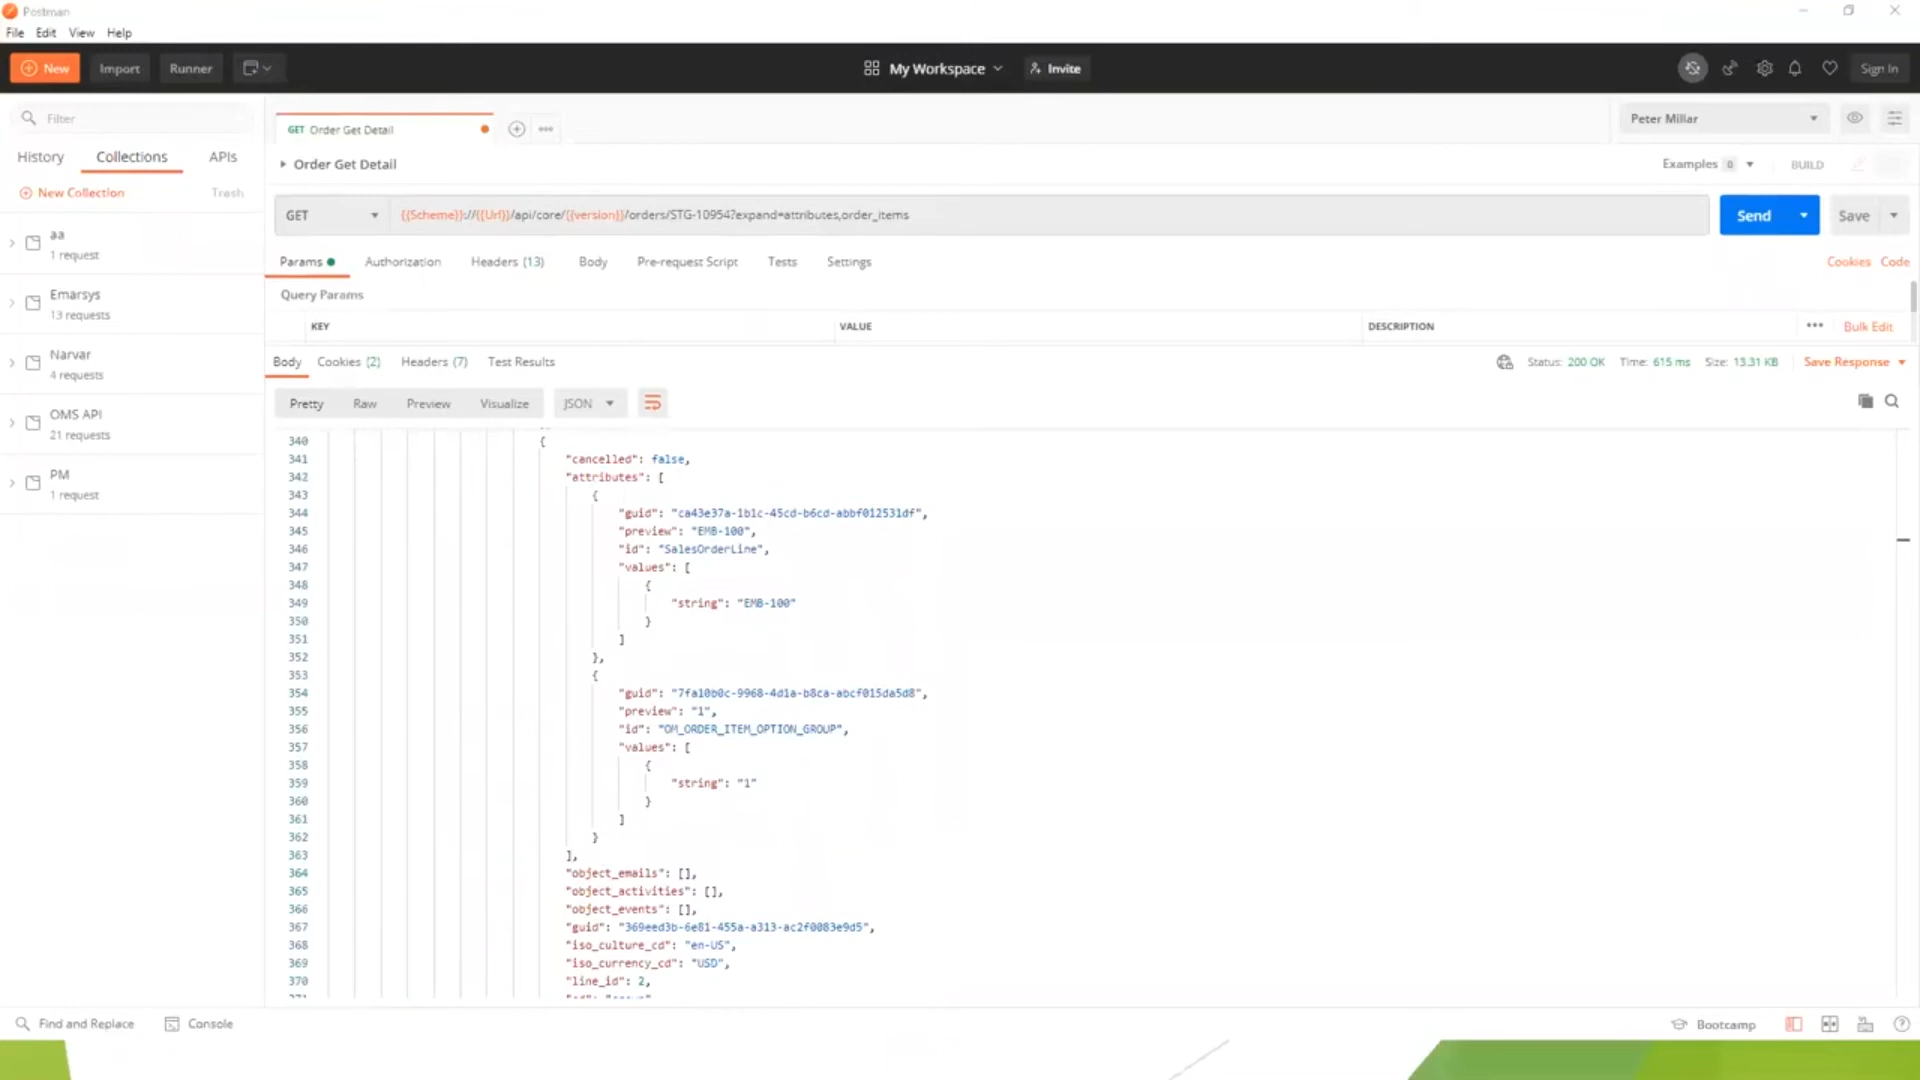 Postman
File Edit View Help
New Import Runner My Workspace Invite Sign In
Filter
GET Order Get Detail
Peter Millar
History Collections APIs
Order Get Detail
Examples 0 BUILD
New Collection Trash
GET {{Scheme}}://{{Url}}/api/core/{{version}}/orders/STG-10954?expand=attributes,order_items Send Save
aa
1 request
Params Authorization Headers (13) Body Pre-request Script Tests Settings Cookies Code
Emarsys
13 requests
Query Params
KEY VALUE DESCRIPTION Bulk Edit
Narvar
4 requests
Body Cookies (2) Headers (7) Test Results Status: 200 OK Time: 615 ms Size: 13.31 KB Save Response
Pretty Raw Preview Visualize JSON
OMS API
21 requests
PM
1 request
340 {
341 "cancelled": false,
342 "attributes": [
343 {
344 "guid": "ca43e37a-1b1c-45cd-b6cd-abbf012531df",
345 "preview": "EMB-100",
346 "id": "SalesOrderLine",
347 "values": [
348 {
349 "string": "EMB-100"
350 }
351 ]
352 },
353 {
354 "guid": "7fa10b0c-9968-4d1a-b8ca-abcf015da5d8",
355 "preview": "1",
356 "id": "OM_ORDER_ITEM_OPTION_GROUP",
357 "values": [
358 {
359 "string": "1"
360 }
361 ]
362 }
363 ],
364 "object_emails": [],
365 "object_activities": [],
366 "object_events": [],
367 "guid": "369eed3b-6e81-455a-a313-ac2f0083e9d5",
368 "iso_culture_cd": "en-US",
369 "iso_currency_cd": "USD",
370 "line_id": 2,
Find and Replace Console Bootcamp